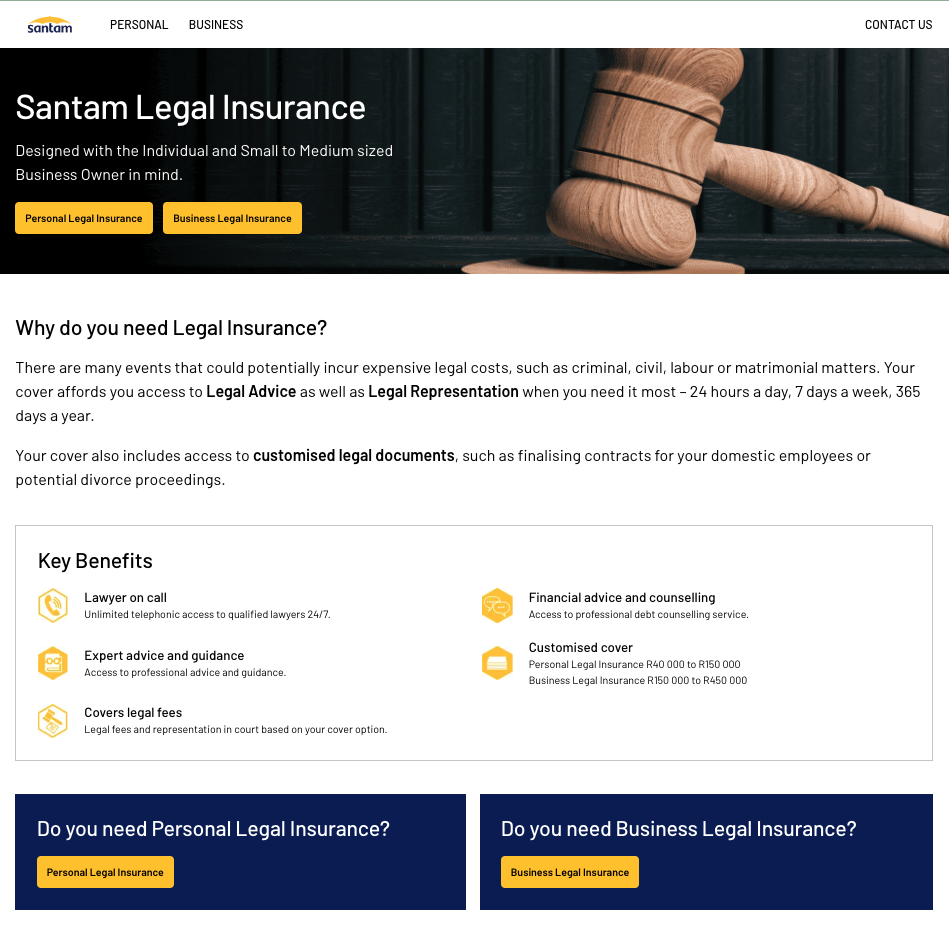 santam
PERSONAL
BUSINESS
CONTACT US
Santam Legal Insurance
Designed with the Individual and Small to Medium sized
Business Owner in mind.
Personal Legal Insurance
Business Legal Insurance
Why do you need Legal Insurance?
There are many events that could potentially incur expensive legal costs, such as criminal, civil, labour or matrimonial matters. Your
cover affords you access to Legal Advice as well as Legal Representation when you need it most – 24 hours a day, 7 days a week, 365
days a year.
Your cover also includes access to customised legal documents, such as finalising contracts for your domestic employees or
potential divorce proceedings.
Key Benefits
Lawyer on call
Unlimited telephonic access to qualified lawyers 24/7.
Expert advice and guidance
Access to professional advice and guidance.
Covers legal fees
Legal fees and representation in court based on your cover option.
Financial advice and counselling
Access to professional debt counselling service.
Customised cover
Personal Legal Insurance R40 000 to R150 000
Business Legal Insurance R150 000 to R450 000
Do you need Personal Legal Insurance?
Personal Legal Insurance
Do you need Business Legal Insurance?
Business Legal Insurance